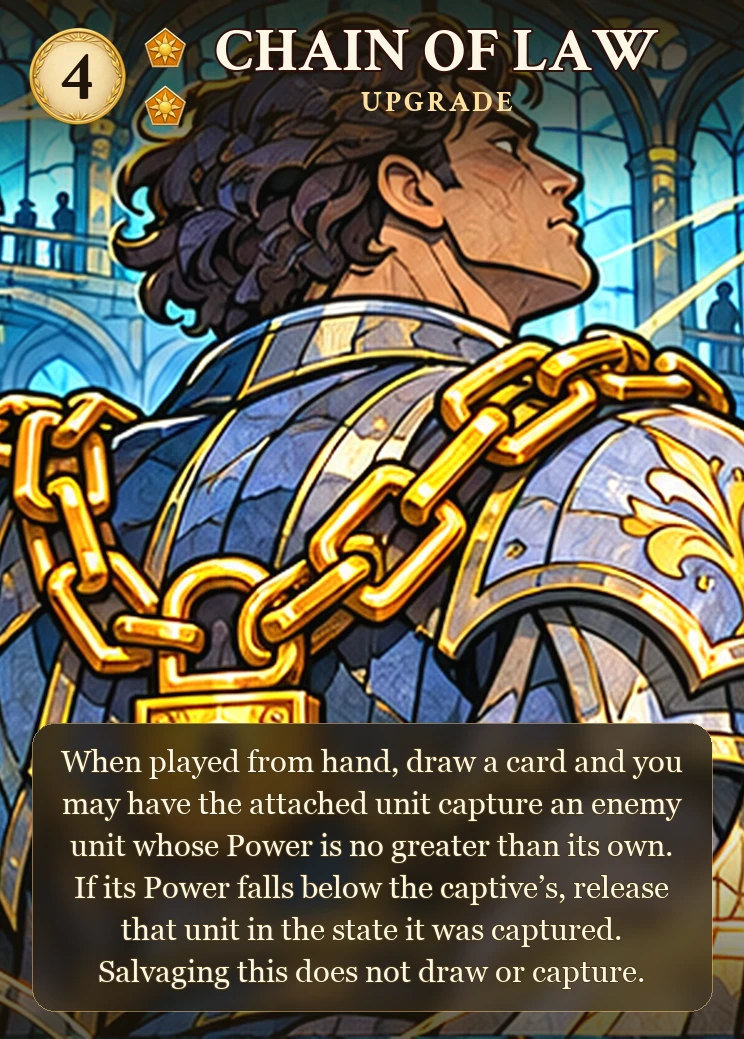 4
CHAIN OF LAW
UPGRADE
When played from hand, draw a card and you
may have the attached unit capture an enemy
unit whose Power is no greater than its own.
If its Power falls below the captive’s, release
that unit in the state it was captured.
Salvaging this does not draw or capture.